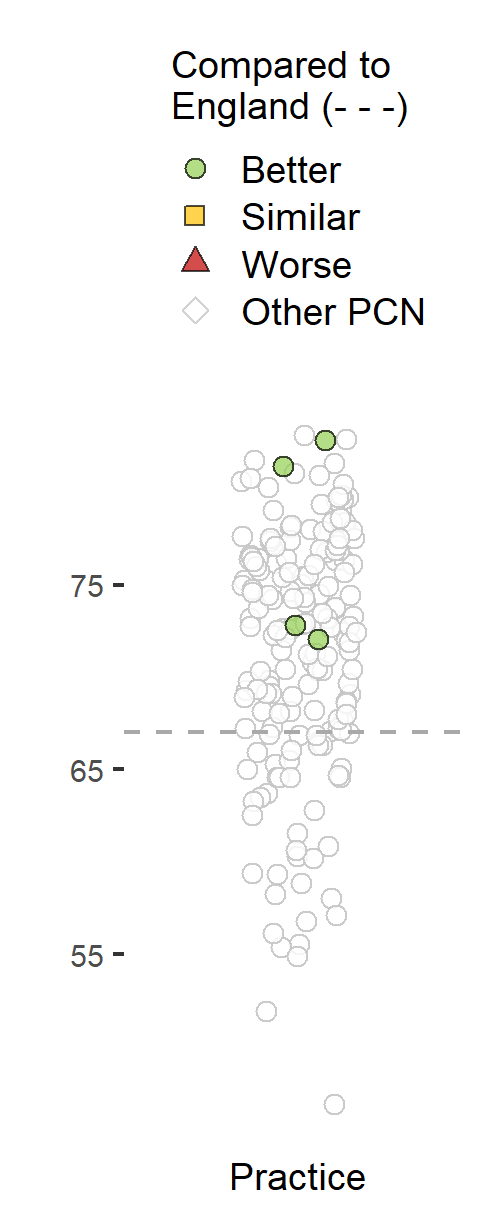 Compared to
England (- - -)
Better
Similar
Worse
Other PCN
75
65
55
Practice